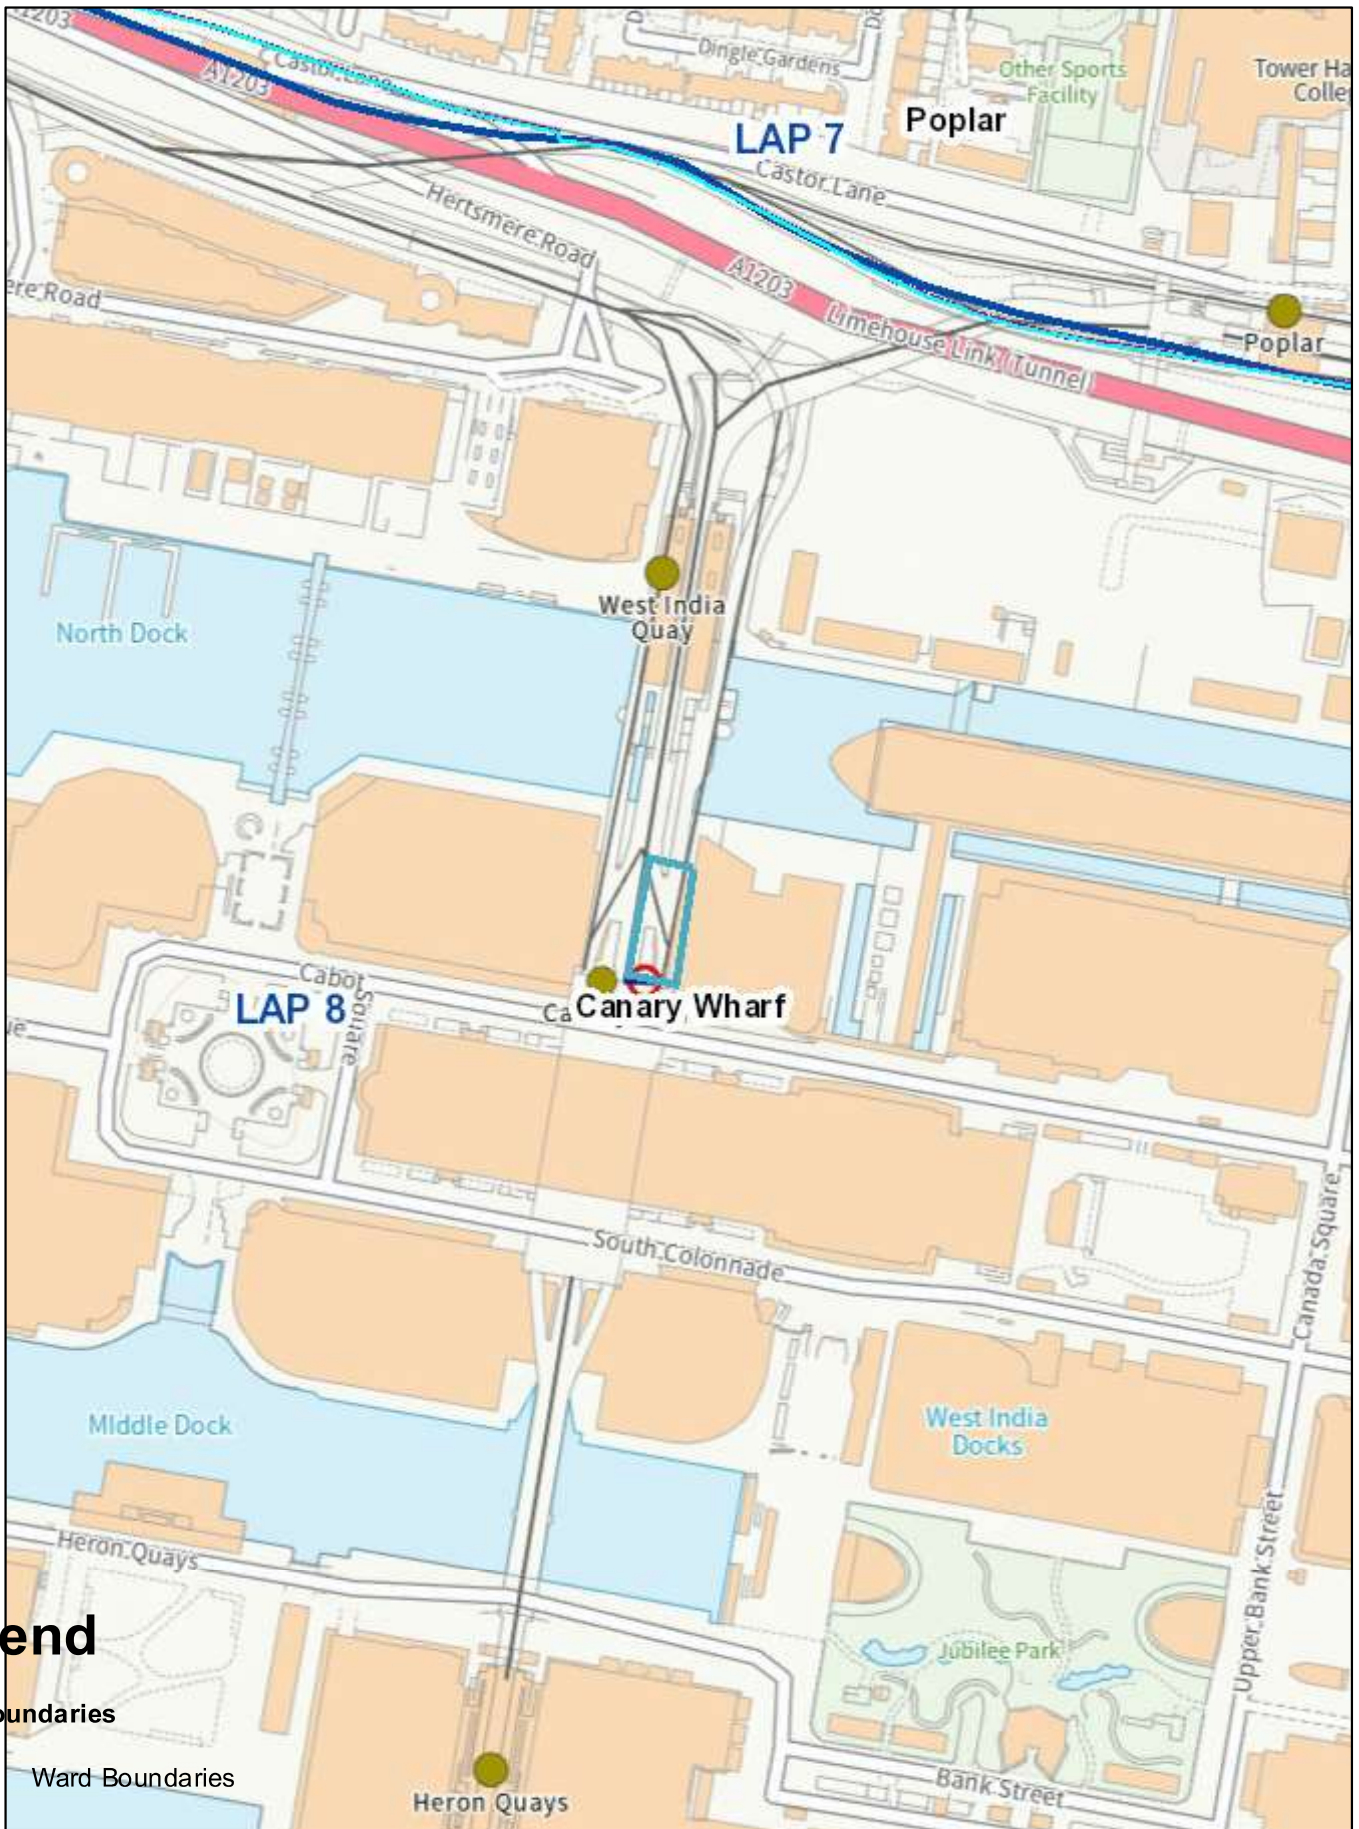 A1203
Castor Lane
A1203
Dingle Gardens
Other Sports
Facility
Tower Ha
Colle
Poplar
LAP 7
Castor Lane
Hertsmere Road
A1203
Limehouse Link (Tunnel)
Poplar
ere Road
West India
Quay
North Dock
Cabot Square
LAP 8
Ca
Canary Wharf
ue
South Colonnade
Canada Square
MIddle Dock
West India
Docks
Heron Quays
Upper Bank Street
end
Jubilee Park
oundaries
Ward Boundaries
Bank Street
Heron Quays